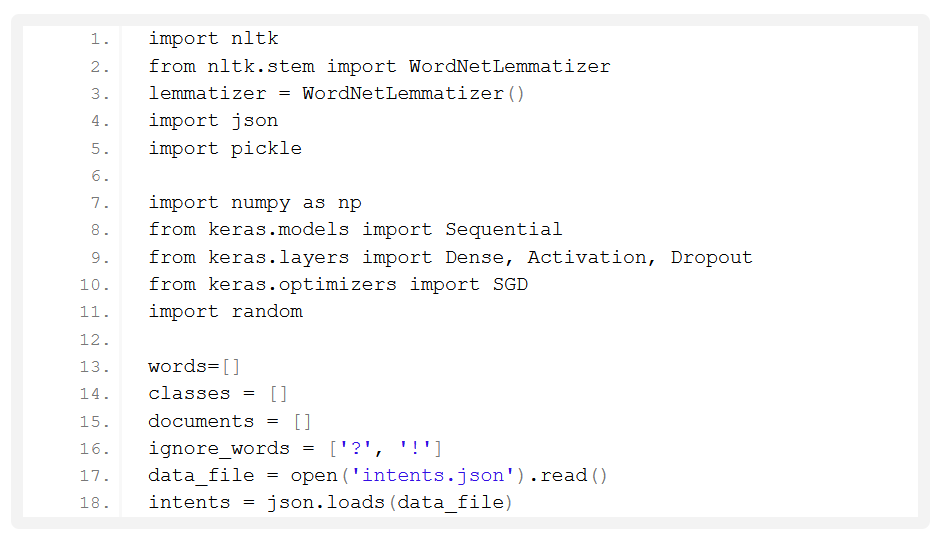 1. import nltk
2. from nltk.stem import WordNetLemmatizer
3. lemmatizer = WordNetLemmatizer()
4. import json
5. import pickle
6.
7. import numpy as np
8. from keras.models import Sequential
9. from keras.layers import Dense, Activation, Dropout
10. from keras.optimizers import SGD
11. import random
12.
13. words=[]
14. classes = []
15. documents = []
16. ignore_words = ['?', '!']
17. data_file = open('intents.json').read()
18. intents = json.loads(data_file)